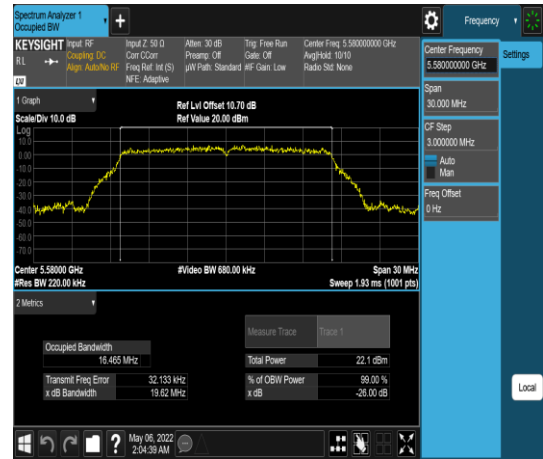 Spectrum Analyzer 1
Occupied BW
+
Frequency
KEYSIGHT
RL
Input: RF
Coupling: DC
Align: Auto/No RF
Input Z: 50 Ω
Corr CCorr
Freq Ref: Int (S)
NFE: Adaptive
Atten: 30 dB
Preamp: Off
µW Path: Standard
Trig: Free Run
Gate: Off
#IF Gain: Low
Center Freq: 5.580000000 GHz
Avg|Hold: 10/10
Radio Std: None
Center Frequency
5.580000000 GHz
Settings
Span
30.000 MHz
CF Step
3.000000 MHz
Auto
Man
Freq Offset
0 Hz
Local
1 Graph
Scale/Div 10.0 dB
Ref Lvl Offset 10.70 dB
Ref Value 20.00 dBm
Log
10.0
0.00
-10.0
-20.0
-30.0
-40.0
-50.0
-60.0
-70.0
Center 5.58000 GHz
#Video BW 680.00 kHz
Span 30 MHz
#Res BW 220.00 kHz
Sweep 1.93 ms (1001 pts)
2 Metrics
Measure Trace
Trace 1
Occupied Bandwidth
16.465 MHz
Total Power
22.1 dBm
Transmit Freq Error
32.133 kHz
% of OBW Power
99.00 %
x dB Bandwidth
19.62 MHz
x dB
-26.00 dB
?
May 06, 2022
2:04:39 AM